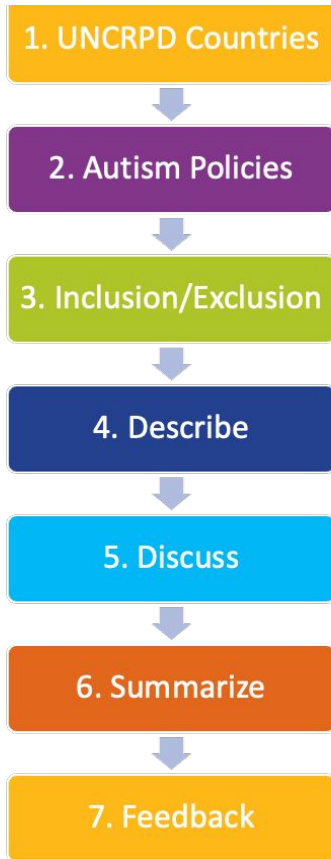 1. UNCRPD Countries
2. Autism Policies
3. Inclusion/Exclusion
4. Describe
5. Discuss
6. Summarize
7. Feedback